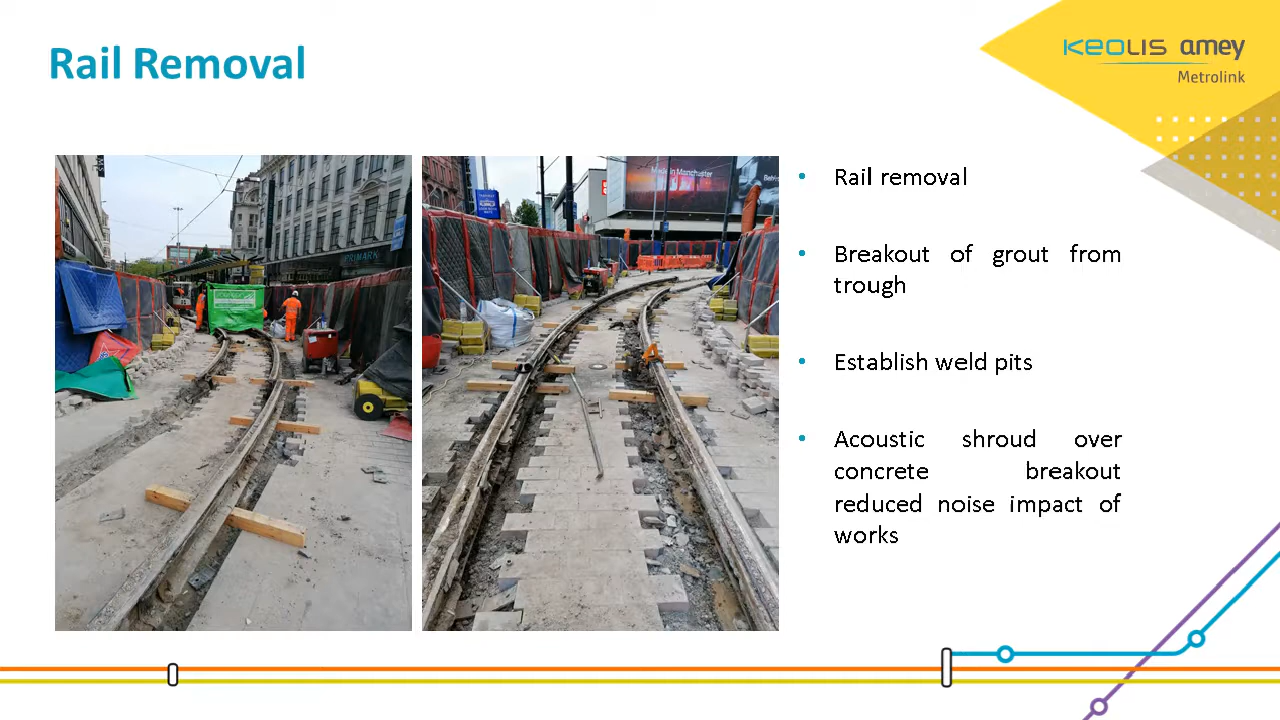 Rail Removal
KEOLIS amey
Metrolink
PRIMARK
Made in Manchester
• Rail removal
• Breakout of grout from
trough
• Establish weld pits
• Acoustic shroud over
concrete breakout
reduced noise impact of
works